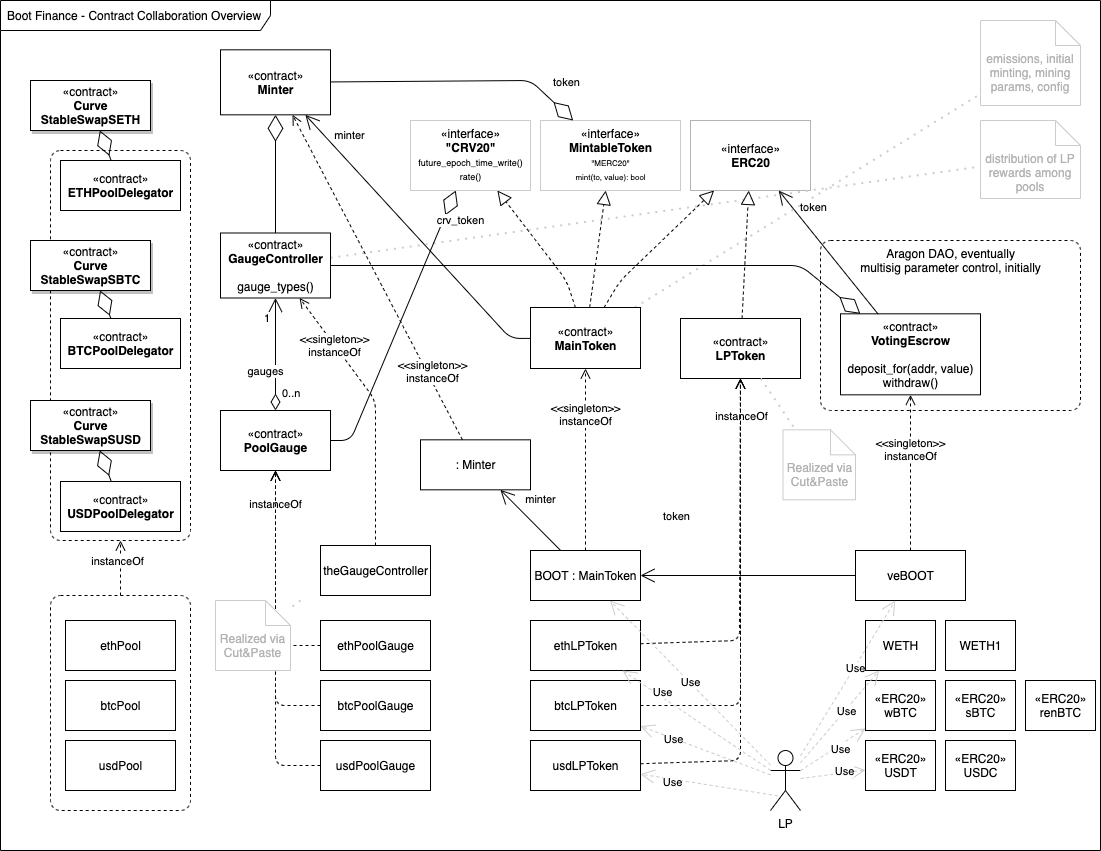 Boot Finance - Contract Collaboration Overview
«contract»
Curve
StableSwapSETH
«contract»
ETHPoolDelegator
«contract»
Curve
StableSwapSBTC
«contract»
BTCPoolDelegator
«contract»
Curve
StableSwapSUSD
«contract»
USDPoolDelegator
instanceOf
ethPool
btcPool
usdPool
«contract»
Minter
token
minter
«interface»
"CRV20"
future_epoch_time_write()
rate()
crv_token
«interface»
MintableToken
"MERC20"
mint(to, value): bool
«interface»
ERC20
token
emissions, initial
minting, mining
params, config
distribution of LP
rewards among
pools
«contract»
GaugeController
gauge_types()
1
gauges
0..n
<<singleton>>
instanceOf
<<singleton>>
instanceOf
«contract»
PoolGauge
instanceOf
«contract»
MainToken
<<singleton>>
instanceOf
«contract»
LPToken
instanceOf
Realized via
Cut&Paste
Aragon DAO, eventually
multisig parameter control, initially
«contract»
VotingEscrow
deposit_for(addr, value)
withdraw()
<<singleton>>
instanceOf
: Minter
minter
token
theGaugeController
BOOT : MainToken
veBOOT
Realized via
Cut&Paste
ethPoolGauge
btcPoolGauge
usdPoolGauge
ethLPToken
btcLPToken
usdLPToken
Use
Use
Use
Use
Use
Use
Use
Use
WETH
WETH1
«ERC20»
wBTC
«ERC20»
sBTC
«ERC20»
renBTC
«ERC20»
USDT
«ERC20»
USDC
LP